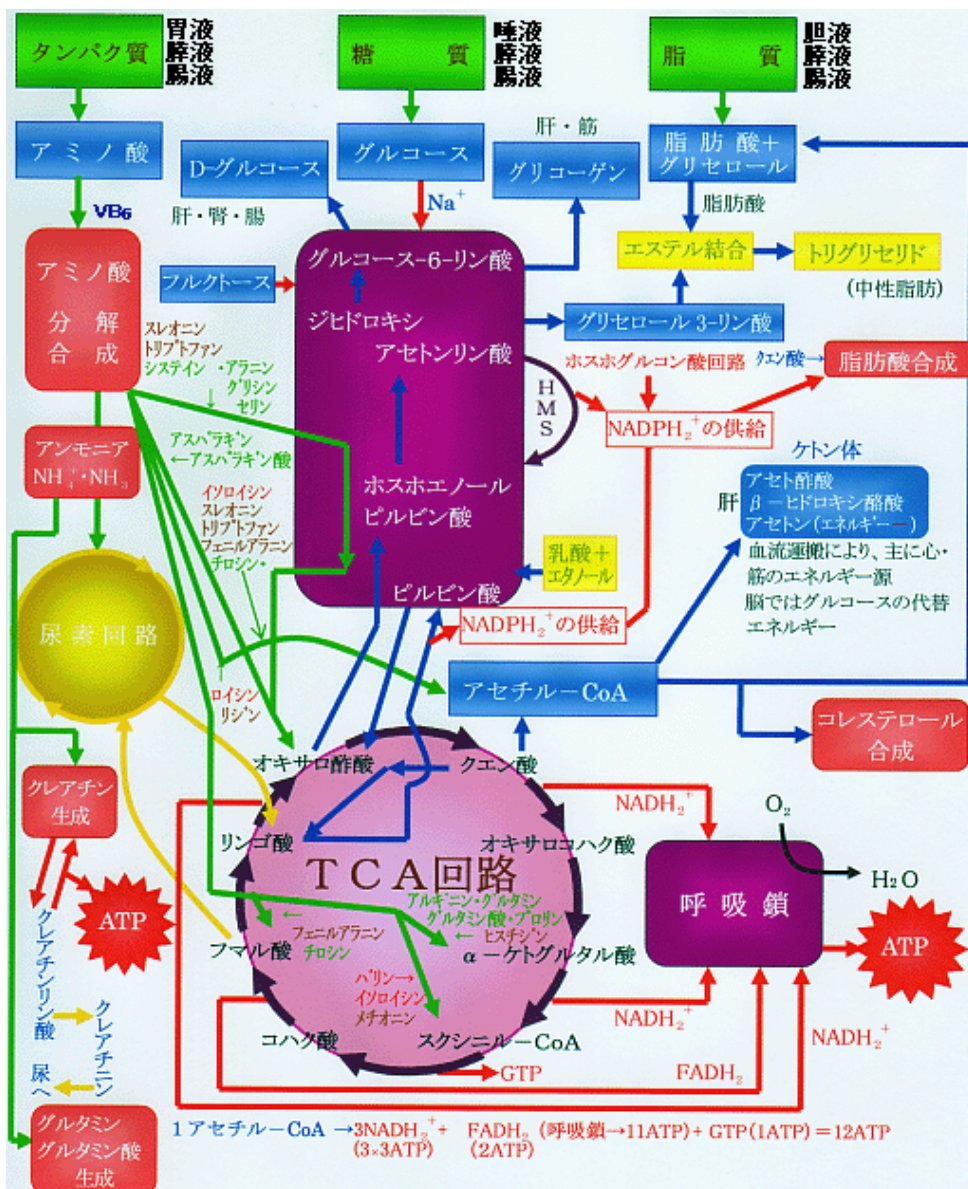 タンパク質
胃液
膵液
腸液
糖 質
唾液
膵液
腸液
脂 質
胆液
膵液
腸液
アミノ酸
VB6
D-グルコース
肝・腎・腸
グルコース
Na⁺
肝・筋
グリコーゲン
脂肪酸＋
グリセロール
脂肪酸
エステル結合
トリグリセリド
(中性脂肪)
アミノ酸
分 解
合 成
フルクトース
グルコース-6-リン酸
ジヒドロキシ
アセトンリン酸
グリセロール3-リン酸
スレオニン
トリプトファン
システイン ・アラニン
グリシン
↓ セリン
ホスホグルコン酸回路
クエン酸→
脂肪酸合成
HMS
NADPH₂⁺の供給
アンモニア
NH₄⁺・NH₃
アスパラギン
←アスパラギン酸
ケトン体
肝
アセト酢酸
β－ヒドロキシ酪酸
アセトン(エネルギー－)
血流運搬により、主に心・
筋のエネルギー源
脳ではグルコースの代替
エネルギー
イソロイシン
スレオニン
トリプトファン
フェニルアラニン
チロシン・
ホスホエノール
ピルビン酸
乳酸＋
エタノール
ピルビン酸
NADPH₂⁺の供給
尿素回路
ロイシン
リジン
アセチル－CoA
コレステロール
合成
オキサロ酢酸
クエン酸
NADH₂⁺
O₂
H₂O
クレアチン
生成
リンゴ酸
オキサロコハク酸
TCA回路
呼吸鎖
ATP
ATP
アルギニン・グルタミン
グルタミン酸・プロリン
← ヒスチジン
←
フェニルアラニン
チロシン
フマル酸
α－ケトグルタル酸
クレアチンリン酸
クレアチニン
尿へ
バリン→
イソロイシン
メチオニン
コハク酸
スクシニル－CoA
NADH₂⁺
GTP
FADH₂
NADH₂⁺
グルタミン
グルタミン酸
生成
1アセチル－CoA →3NADH₂⁺＋ FADH₂ (呼吸鎖→11ATP)＋GTP(1ATP)＝12ATP
(3×3ATP) (2ATP)